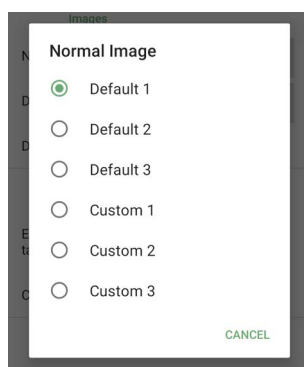 Images
Normal Image
Default 1
Default 2
Default 3
Custom 1
Custom 2
Custom 3
CANCEL